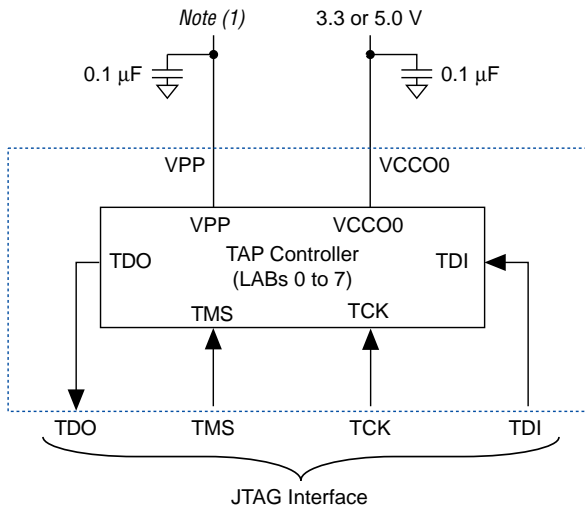 Note (1)
3.3 or 5.0 V
0.1 µF
0.1 µF
VPP
VCCO0
VPP
VCCO0
TDO
TAP Controller
(LABs 0 to 7)
TDI
TMS
TCK
TDO
TMS
TCK
TDI
JTAG Interface